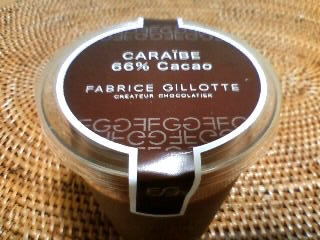 CARAÏBE
66% Cacao
FABRICE GILLOTTE
CRÉATEUR CHOCOLATIER